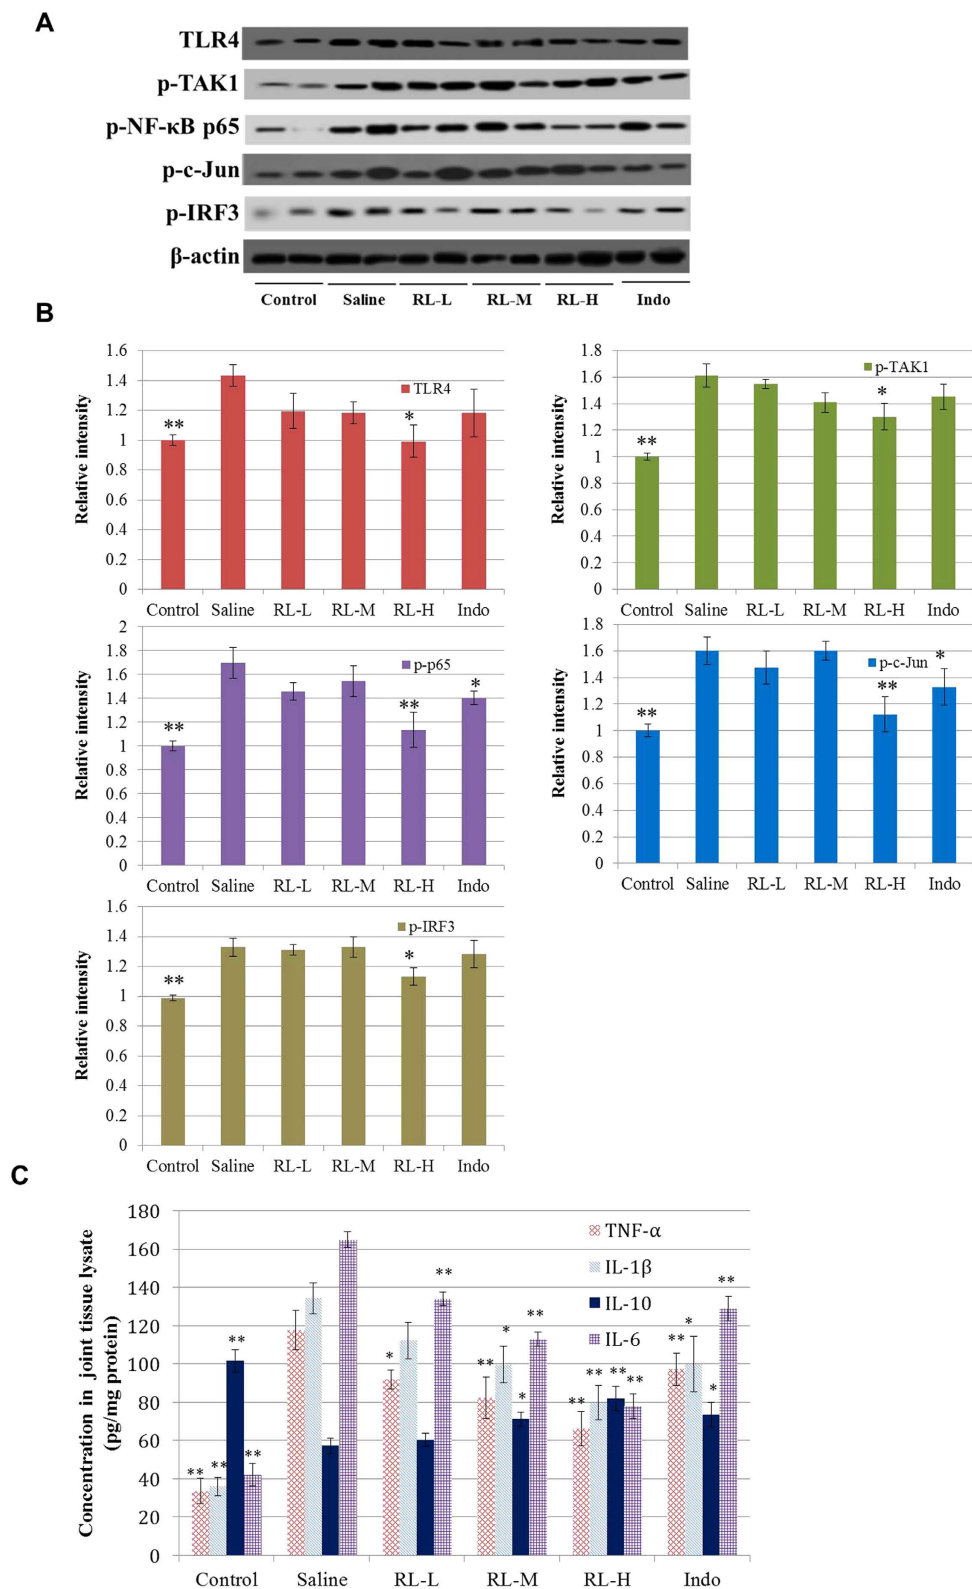 A
TLR4
p-TAK1
p-NF-κB p65
p-c-Jun
p-IRF3
β-actin
Control Saline RL-L RL-M RL-H Indo
B
Relative intensity
1.6
1.4
1.2
1
0.8
0.6
0.4
0.2
0
TLR4
** *
Control Saline RL-L RL-M RL-H Indo
Relative intensity
1.8
1.6
1.4
1.2
1
0.8
0.6
0.4
0.2
0
p-TAK1
** *
Control Saline RL-L RL-M RL-H Indo
Relative intensity
2
1.8
1.6
1.4
1.2
1
0.8
0.6
0.4
0.2
0
p-p65
** ** *
Control Saline RL-L RL-M RL-H Indo
Relative intensity
1.8
1.6
1.4
1.2
1
0.8
0.6
0.4
0.2
0
p-c-Jun
** ** *
Control Saline RL-L RL-M RL-H Indo
Relative intensity
1.6
1.4
1.2
1
0.8
0.6
0.4
0.2
0
p-IRF3
** *
Control Saline RL-L RL-M RL-H Indo
C
Concentration in joint tissue lysate
(pg/mg protein)
180
160
140
120
100
80
60
40
20
0
TNF-α
IL-1β
IL-10
IL-6
** ** ** ** * ** ** * * ** ** ** ** ** ** * * **
Control Saline RL-L RL-M RL-H Indo